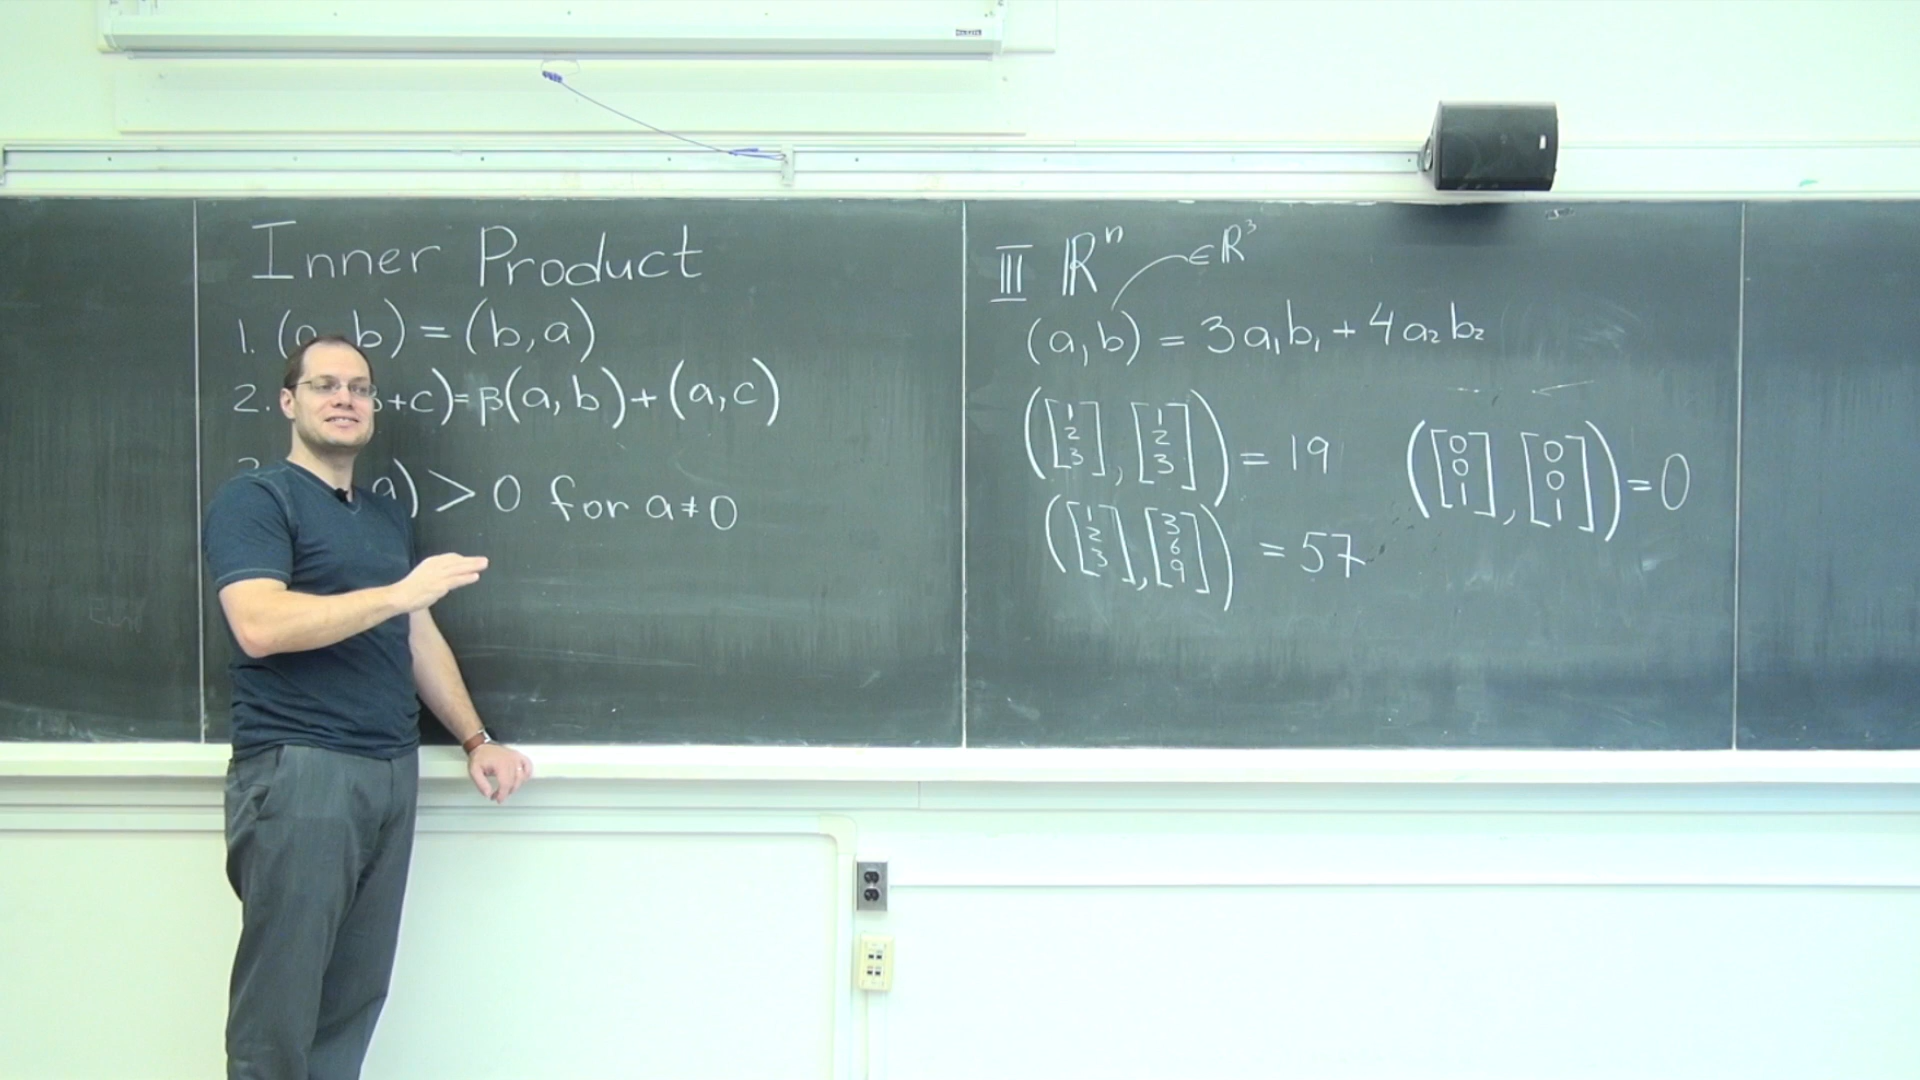 Inner Product
1. (a, b) = (b, a)
2. +c) = β(a, b) + (a, c)
a) > 0 for a ≠ 0
III ℝⁿ
∈ℝ³
(a, b) = 3a₁b₁ + 4a₂b₂
([1 2 3], [1 2 3]) = 19
([0 0 1], [0 0 1]) = 0
([1 2 3], [3 6 9]) = 57